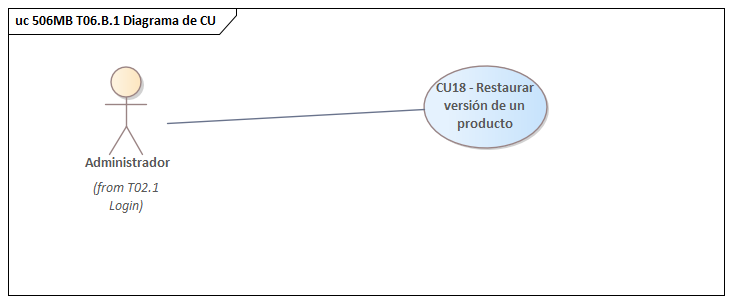 uc 506MB T06.B.1 Diagrama de CU
CU18 - Restaurar
versión de un
producto
Administrador
(from T02.1
Login)